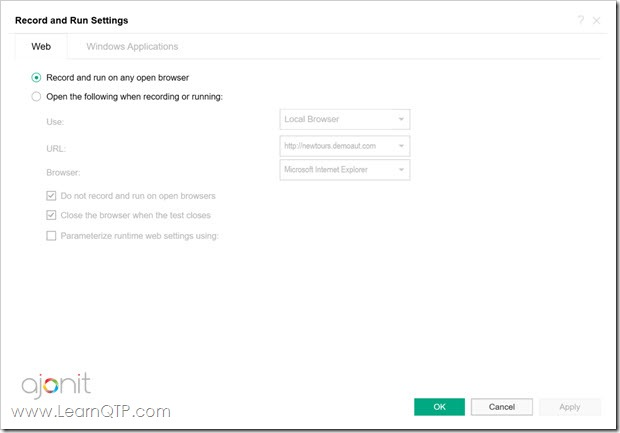 Record and Run Settings
? ×
Web Windows Applications
Record and run on any open browser
Open the following when recording or running:
Use: Local Browser
URL: http://newtours.demoaut.com
Browser: Microsoft Internet Explorer
Do not record and run on open browsers
Close the browser when the test closes
Parameterize runtime web settings using:
ajonit
www.LearnQTP.com
OK Cancel Apply